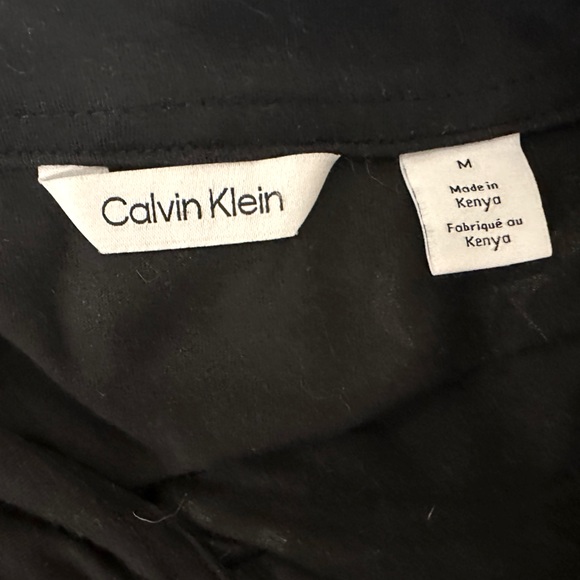 Calvin Klein
M
Made in
Kenya
Fabriqué au
Kenya